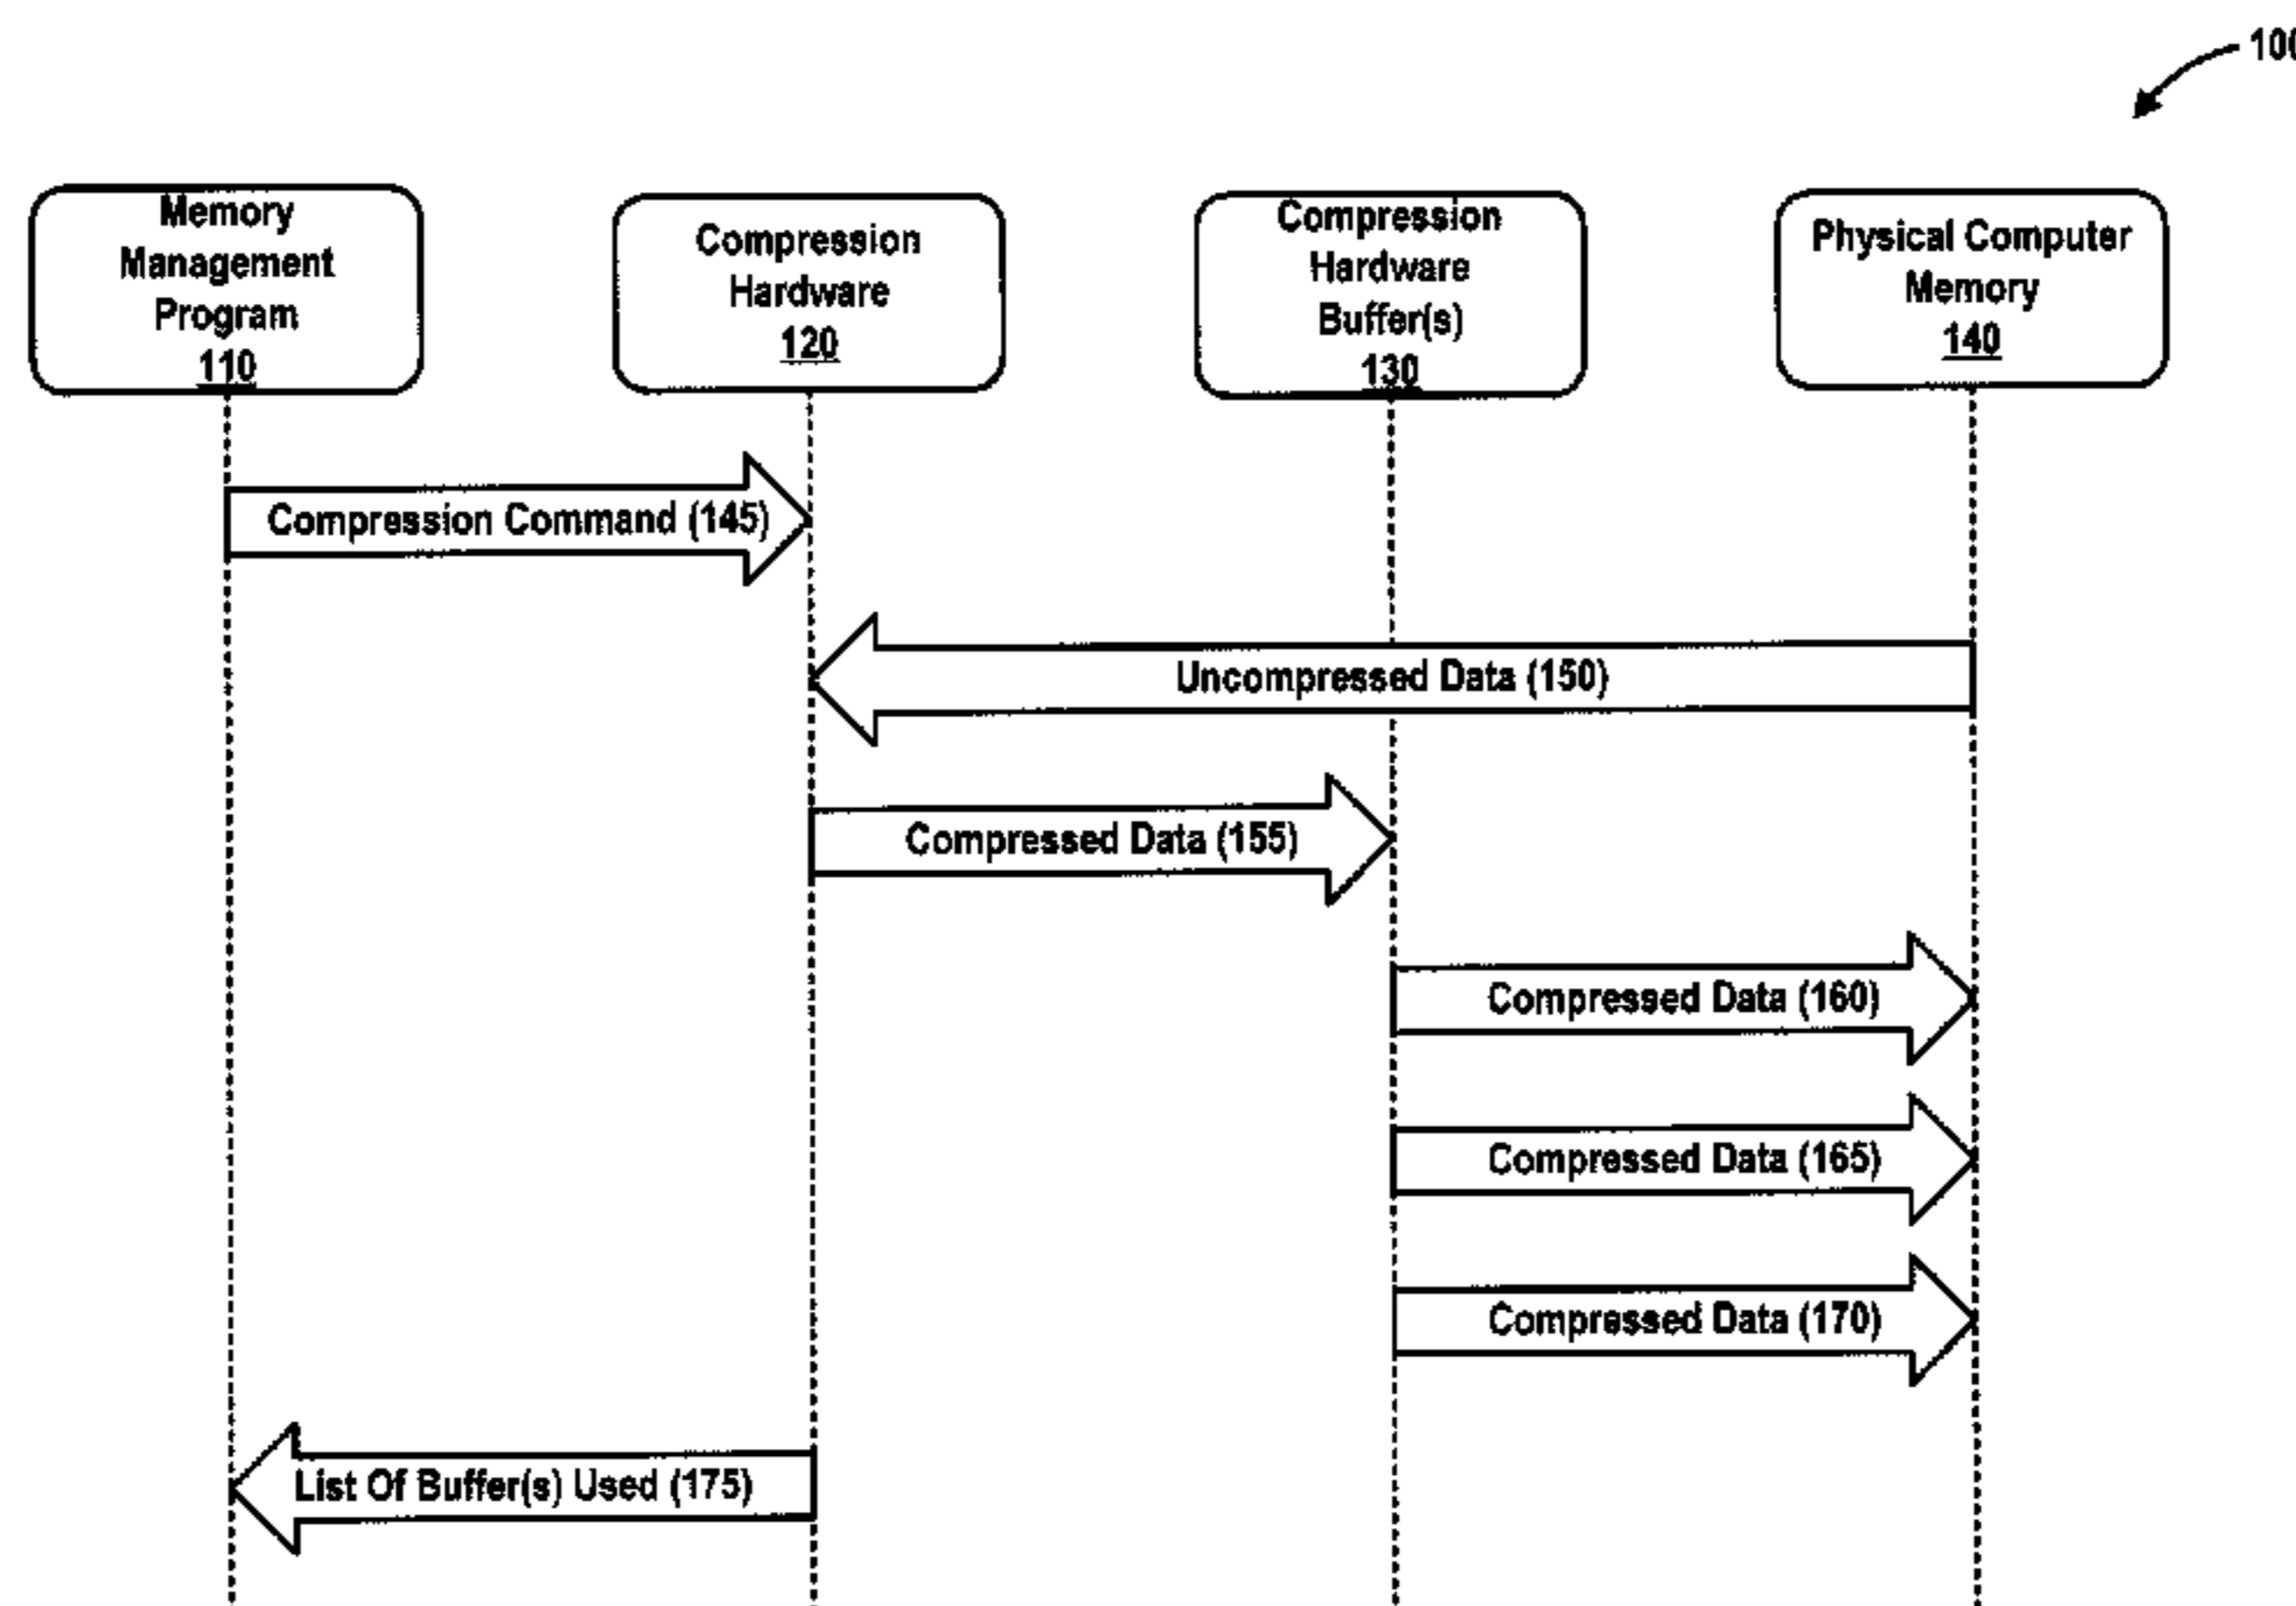 100
Memory
Management
Program
110
Compression
Hardware
120
Compression
Hardware
Buffer(s)
130
Physical Computer
Memory
140
Compression Command (145)
Uncompressed Data (150)
Compressed Data (155)
Compressed Data (160)
Compressed Data (165)
Compressed Data (170)
List Of Buffer(s) Used (175)